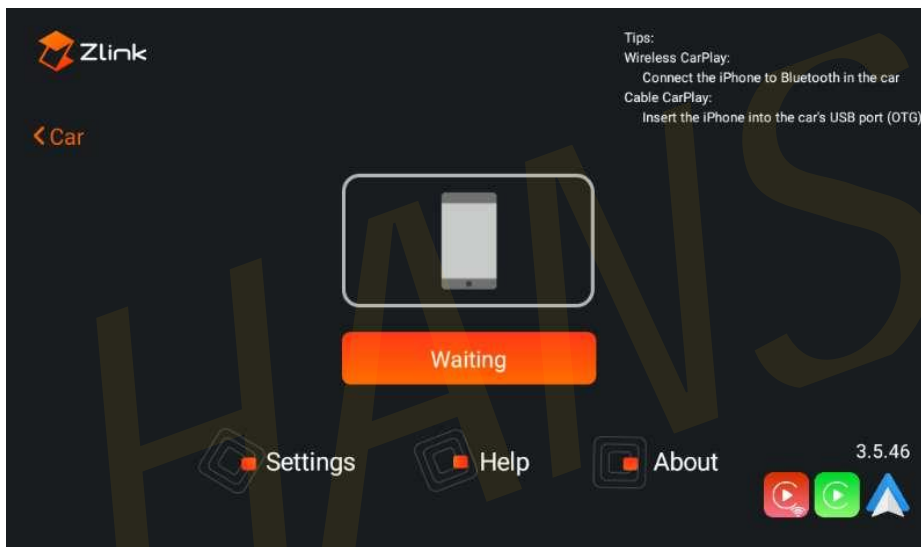 Zlink
Tips:
Wireless CarPlay:
Connect the iPhone to Bluetooth in the car
Cable CarPlay:
Insert the iPhone into the car's USB port (OTG)
Car
Waiting
Settings
Help
About
3.5.46
HANS